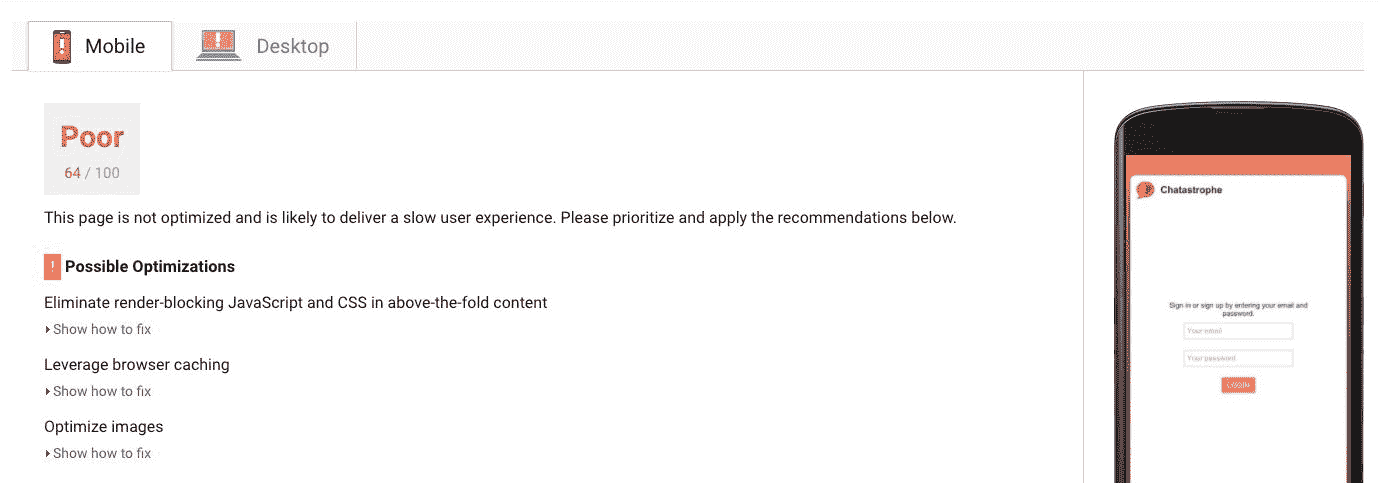 Mobile
Desktop
Poor
64 / 100
This page is not optimized and is likely to deliver a slow user experience. Please prioritize and apply the recommendations below.
! Possible Optimizations
Eliminate render-blocking JavaScript and CSS in above-the-fold content
Show how to fix
Leverage browser caching
Show how to fix
Optimize images
Show how to fix
Chatastrophe
Sign in or sign up by entering your email and
password.
Your email
Your password
LOGIN